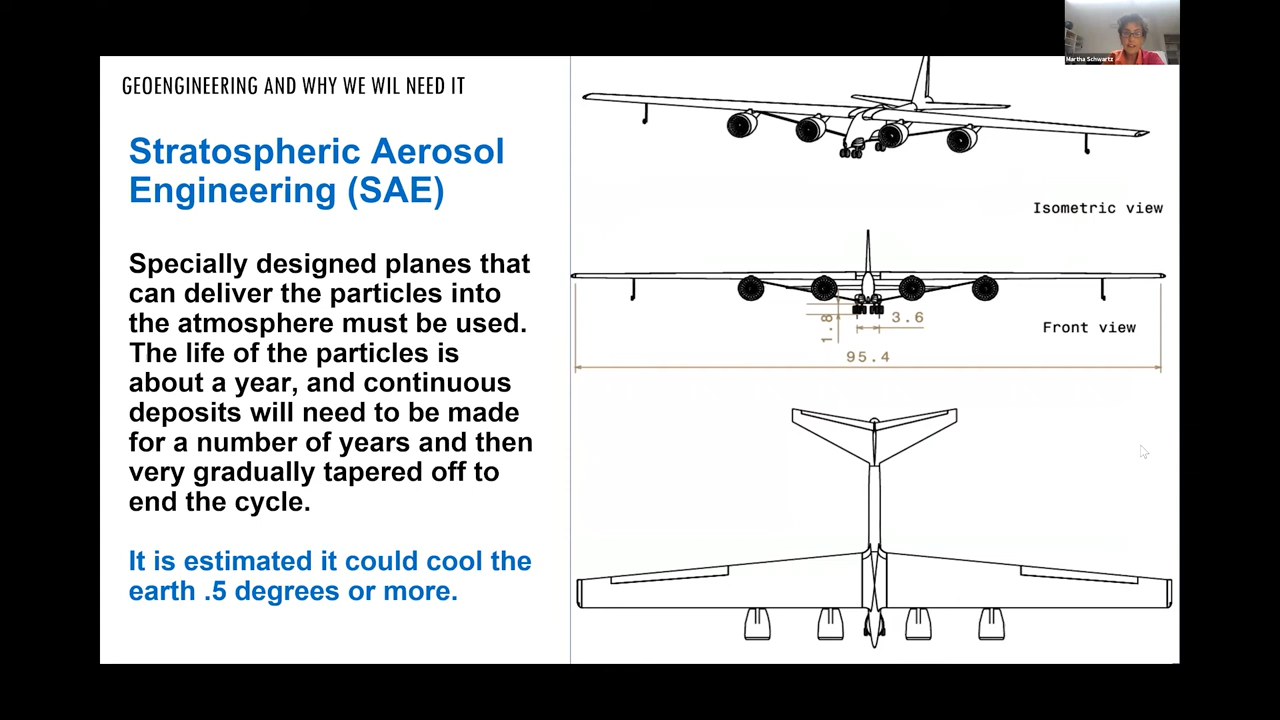 Martha Schwartz
GEOENGINEERING AND WHY WE WIL NEED IT
Stratospheric Aerosol
Engineering (SAE)
Specially designed planes that
can deliver the particles into
the atmosphere must be used.
The life of the particles is
about a year, and continuous
deposits will need to be made
for a number of years and then
very gradually tapered off to
end the cycle.
It is estimated it could cool the
earth .5 degrees or more.
Isometric view
1.8
3.6
Front view
95.4